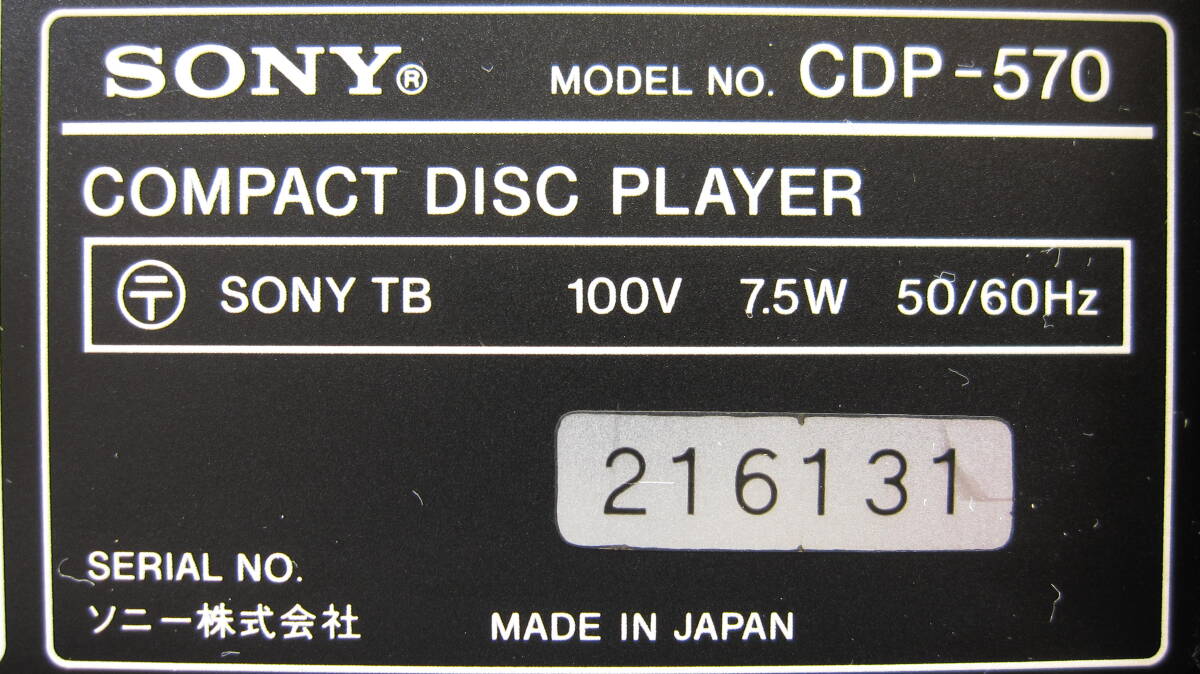 SONY® MODEL NO. CDP-570
COMPACT DISC PLAYER
〒 SONY TB 100V 7.5W 50/60Hz
216131
SERIAL NO.
ソニー株式会社 MADE IN JAPAN